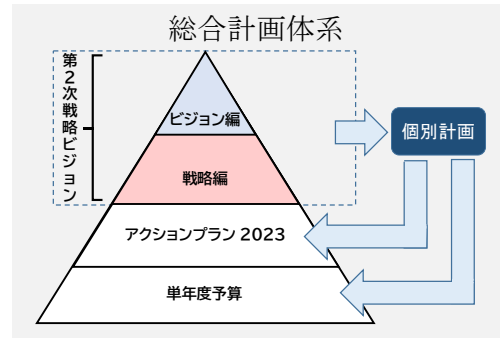 総合計画体系
第2次戦略ビジョン
ビジョン編
戦略編
アクションプラン 2023
単年度予算
個別計画